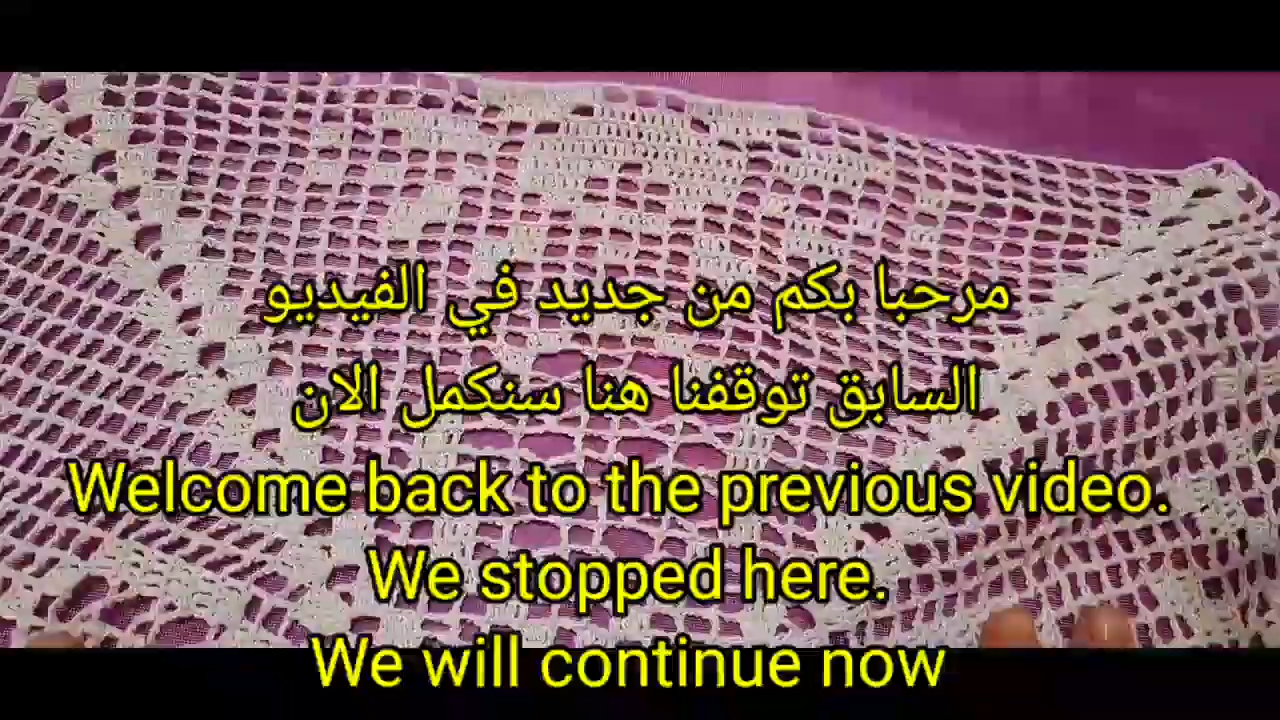 مرحبا بكم من جديد في الفيديو
السابق توقفنا هنا سنكمل الان
Welcome back to the previous video.
We stopped here.
We will continue now